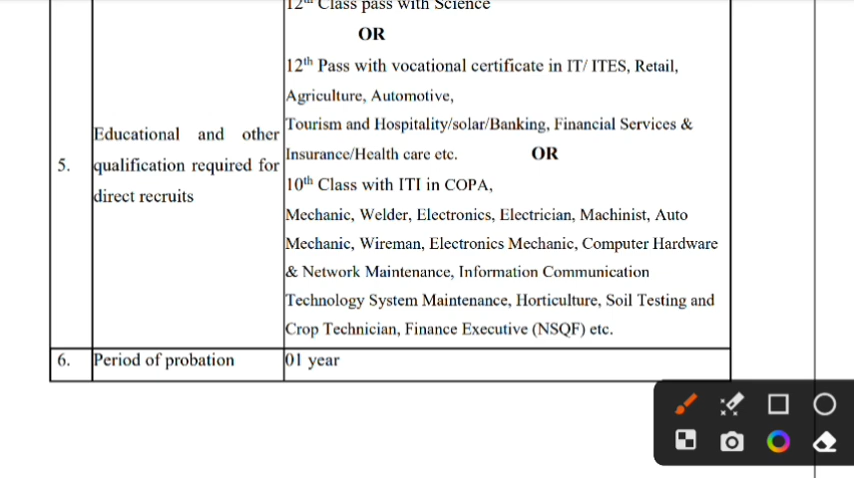 12th Class pass with Science
OR
12th Pass with vocational certificate in IT/ ITES, Retail,
Agriculture, Automotive,
Tourism and Hospitality/solar/Banking, Financial Services &
Insurance/Health care etc. OR
10th Class with ITI in COPA,
Mechanic, Welder, Electronics, Electrician, Machinist, Auto
Mechanic, Wireman, Electronics Mechanic, Computer Hardware
& Network Maintenance, Information Communication
Technology System Maintenance, Horticulture, Soil Testing and
Crop Technician, Finance Executive (NSQF) etc.
5.
Educational and other
qualification required for
direct recruits
6. Period of probation 01 year